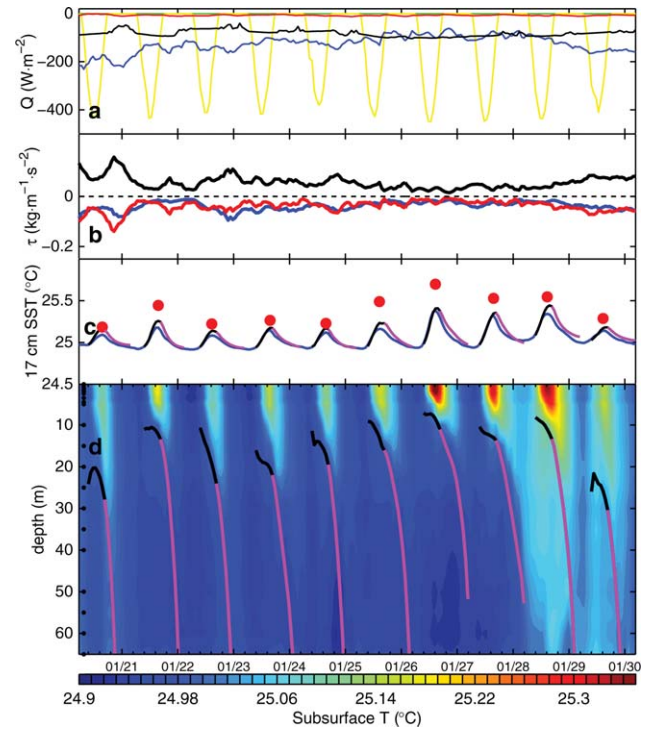 0
−200
−400
Q (W·m−2)
a
0
−0.2
τ (kg·m−1·s−2)
b
25.5
25
17 cm SST (°C)
c
24.5
10
20
30
40
50
60
depth (m)
d
01/21 01/22 01/23 01/24 01/25 01/26 01/27 01/28 01/29 01/30
24.9 24.98 25.06 25.14 25.22 25.3
Subsurface T (°C)